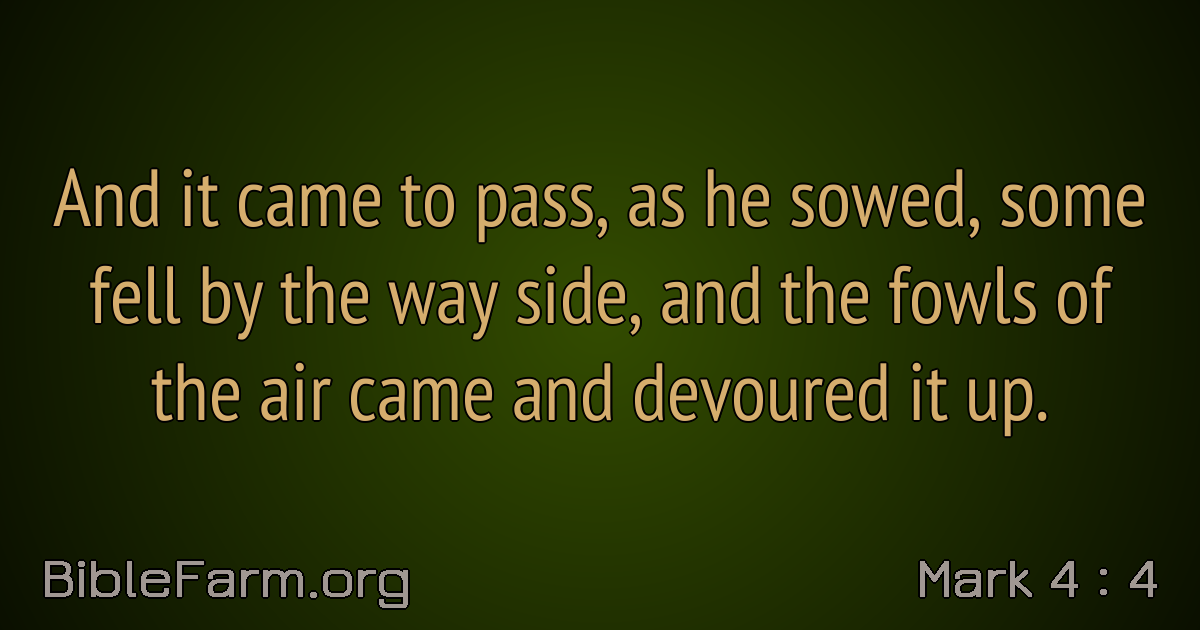 And it came to pass, as he sowed, some
fell by the way side, and the fowls of
the air came and devoured it up.
BibleFarm.org
Mark 4 : 4